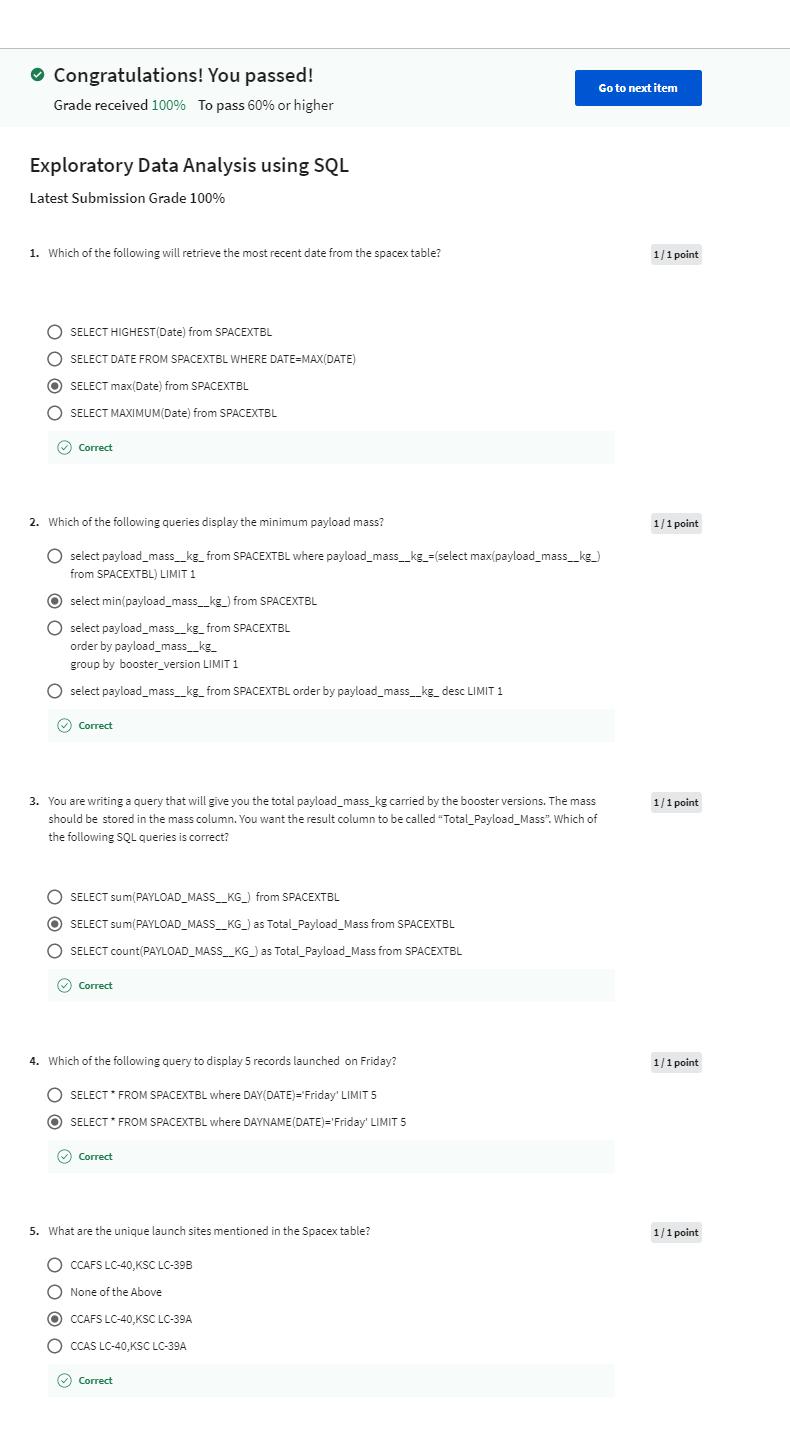 Congratulations! You passed!
Go to next item
Grade received 100% To pass 60% or higher
Exploratory Data Analysis using SQL
Latest Submission Grade 100%
1. Which of the following will retrieve the most recent date from the spacex table?
1 / 1 point
SELECT HIGHEST(Date) from SPACEXTBL
SELECT DATE FROM SPACEXTBL WHERE DATE=MAX(DATE)
SELECT max(Date) from SPACEXTBL
SELECT MAXIMUM(Date) from SPACEXTBL
Correct
2. Which of the following queries display the minimum payload mass?
1 / 1 point
select payload_mass__kg_ from SPACEXTBL where payload_mass__kg_=(select max(payload_mass__kg_)
from SPACEXTBL) LIMIT 1
select min(payload_mass__kg_) from SPACEXTBL
select payload_mass__kg_ from SPACEXTBL
order by payload_mass__kg_
group by booster_version LIMIT 1
select payload_mass__kg_ from SPACEXTBL order by payload_mass__kg_ desc LIMIT 1
Correct
3. You are writing a query that will give you the total payload_mass_kg carried by the booster versions. The mass
1 / 1 point
should be stored in the mass column. You want the result column to be called “Total_Payload_Mass”. Which of
the following SQL queries is correct?
SELECT sum(PAYLOAD_MASS__KG_) from SPACEXTBL
SELECT sum(PAYLOAD_MASS__KG_) as Total_Payload_Mass from SPACEXTBL
SELECT count(PAYLOAD_MASS__KG_) as Total_Payload_Mass from SPACEXTBL
Correct
4. Which of the following query to display 5 records launched on Friday?
1 / 1 point
SELECT * FROM SPACEXTBL where DAY(DATE)='Friday' LIMIT 5
SELECT * FROM SPACEXTBL where DAYNAME(DATE)='Friday' LIMIT 5
Correct
5. What are the unique launch sites mentioned in the Spacex table?
1 / 1 point
CCAFS LC-40,KSC LC-39B
None of the Above
CCAFS LC-40,KSC LC-39A
CCAS LC-40,KSC LC-39A
Correct